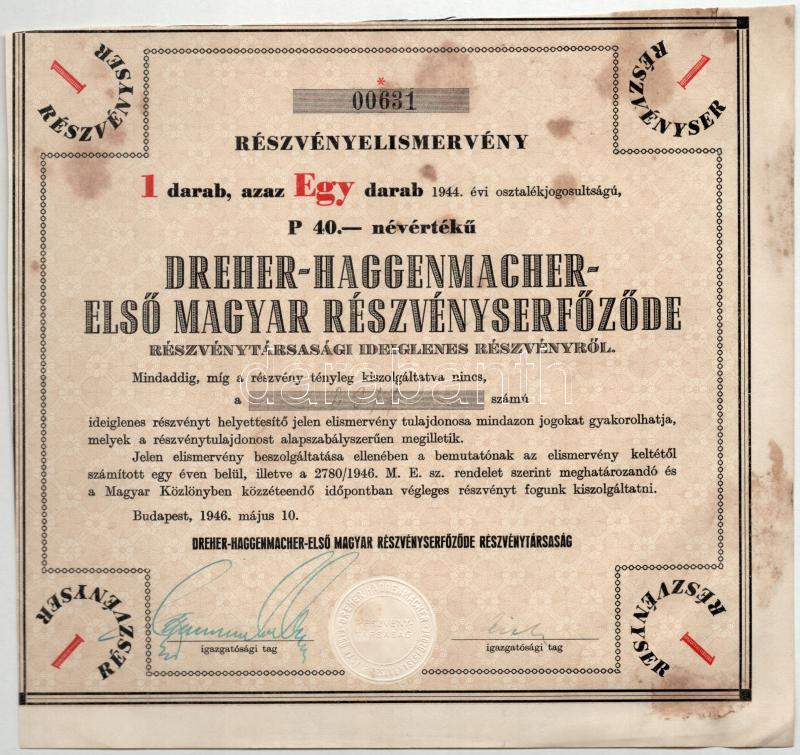 1
RÉSZVÉNYSER
1
RÉSZVÉNYSER
*
00631
RÉSZVÉNYELISMERVÉNY
1 darab, azaz Egy darab 1944. évi osztalékjogosultságú,
P 40.— névértékű
DREHER-HAGGENMACHER-
ELSŐ MAGYAR RÉSZVÉNYSERFŐZŐDE
RÉSZVÉNYTÁRSASÁGI IDEIGLENES RÉSZVÉNYRŐL.
Mindaddig, míg a részvény tényleg kiszolgáltatva nincs,
a számú
ideiglenes részvényt helyettesítő jelen elismervény tulajdonosa mindazon jogokat gyakorolhatja,
melyek a részvénytulajdonost alapszabályszerűen megilletik.
Jelen elismervény beszolgáltatása ellenében a bemutatónak az elismervény keltétől
számított egy éven belül, illetve a 2780/1946. M. E. sz. rendelet szerint meghatározandó és
a Magyar Közlönyben közzéteendő időpontban végleges részvényt fogunk kiszolgáltatni.
Budapest, 1946. május 10.
DREHER-HAGGENMACHER-ELSŐ MAGYAR RÉSZVÉNYSERFŐZŐDE RÉSZVÉNYTÁRSASÁG
igazgatósági tag
igazgatósági tag
RÉSZVÉNYSER
1
RÉSZVÉNYSER
1
darabanth